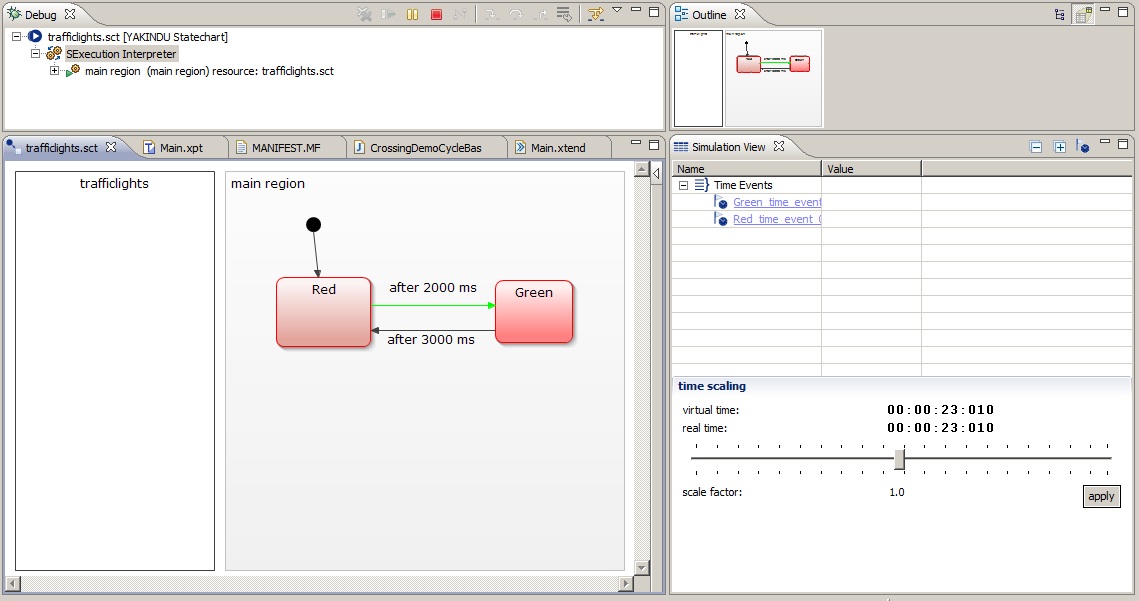 Debug
trafficlights.sct [YAKINDU Statechart]
SExecution Interpreter
main region (main region) resource: trafficlights.sct
Outline
trafficlights.sct
Main.xpt
MANIFEST.MF
CrossingDemoCycleBas
Main.xtend
trafficlights
main region
Red
after 2000 ms
Green
after 3000 ms
Simulation View
Name Value
Time Events
Green_time_event
Red_time_event
time scaling
virtual time: 00:00:23:010
real time: 00:00:23:010
scale factor: 1.0
apply